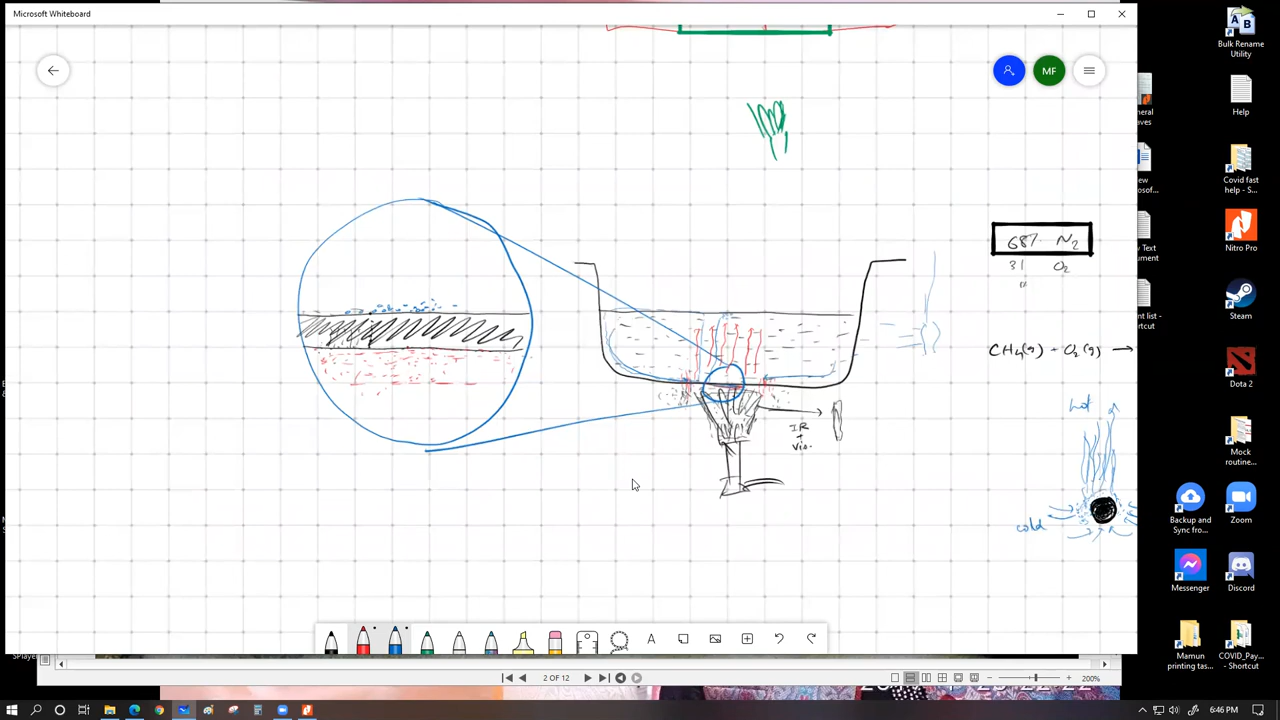 Microsoft Whiteboard
MF
68% N2
31 O2
"
CH4(g) + O2(g) →
IR
+
Vis.
hot
cold
A
2 OF 12
200%
Bulk Rename
Utility
Help
Covid fast
help - S...
Nitro Pro
Steam
Dota 2
Mock
routine...
Backup and
Sync fro...
Zoom
Messenger
Discord
Mamun
printing tas...
COVID_Pay...
- Shortcut
6:46 PM